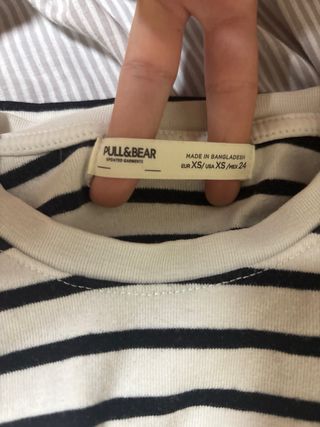 PULL&BEAR
UPDATED GARMENTS
MADE IN BANGLADESH
EUR XS/USA XS/MEX 24